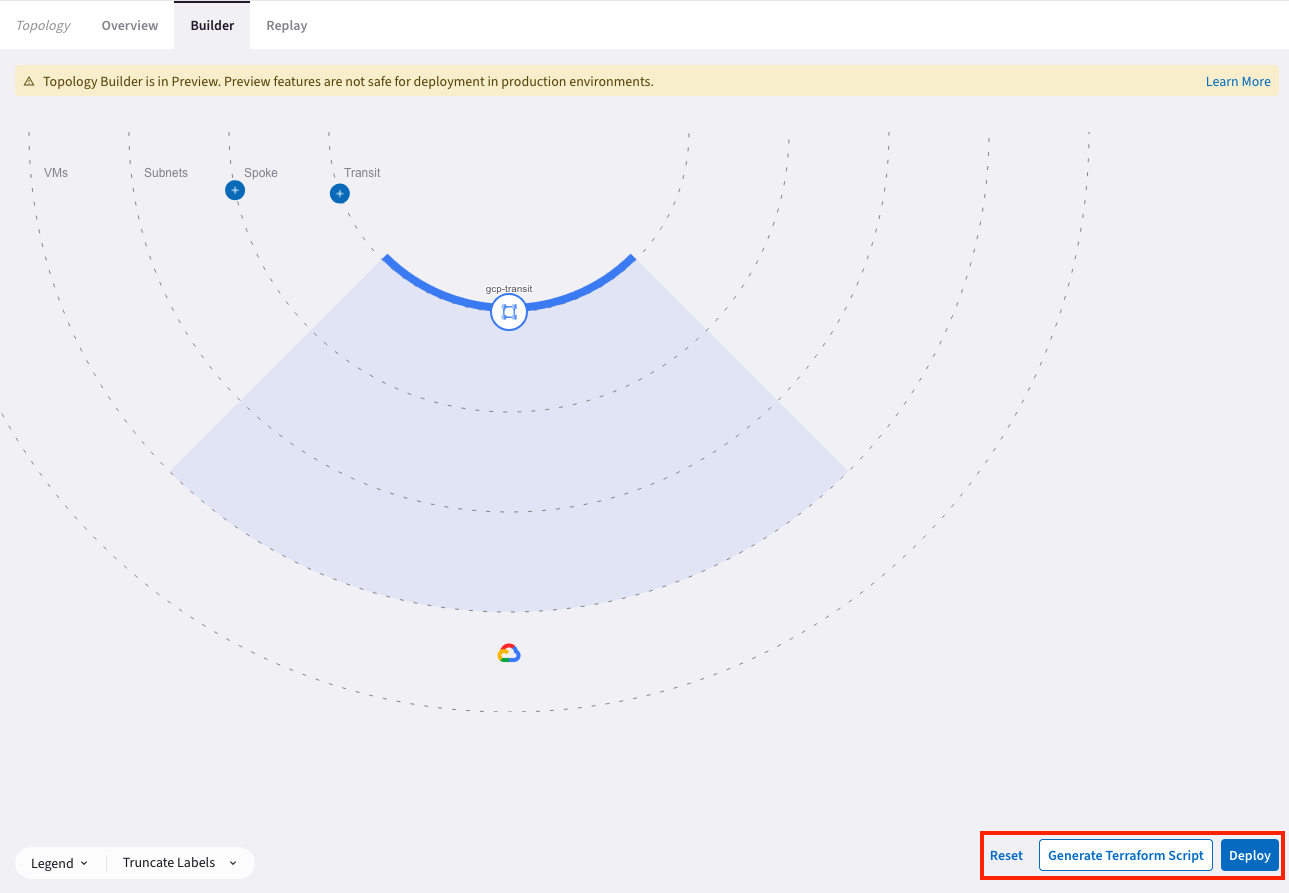 Topology Overview Builder Replay
Topology Builder is in Preview. Preview features are not safe for deployment in production environments. Learn More
VMs Subnets Spoke Transit
gcp-transit
Legend Truncate Labels Reset Generate Terraform Script Deploy